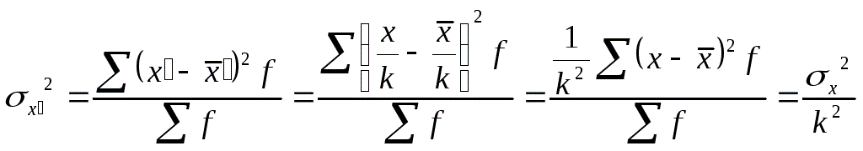 σ_{x▯}² = ∑(x▯ - x̄▯)² f / ∑ f = ∑(x/k - x̄/k)² f / ∑ f = 1/k² ∑(x - x̄)² f / ∑ f = σ_x² / k²